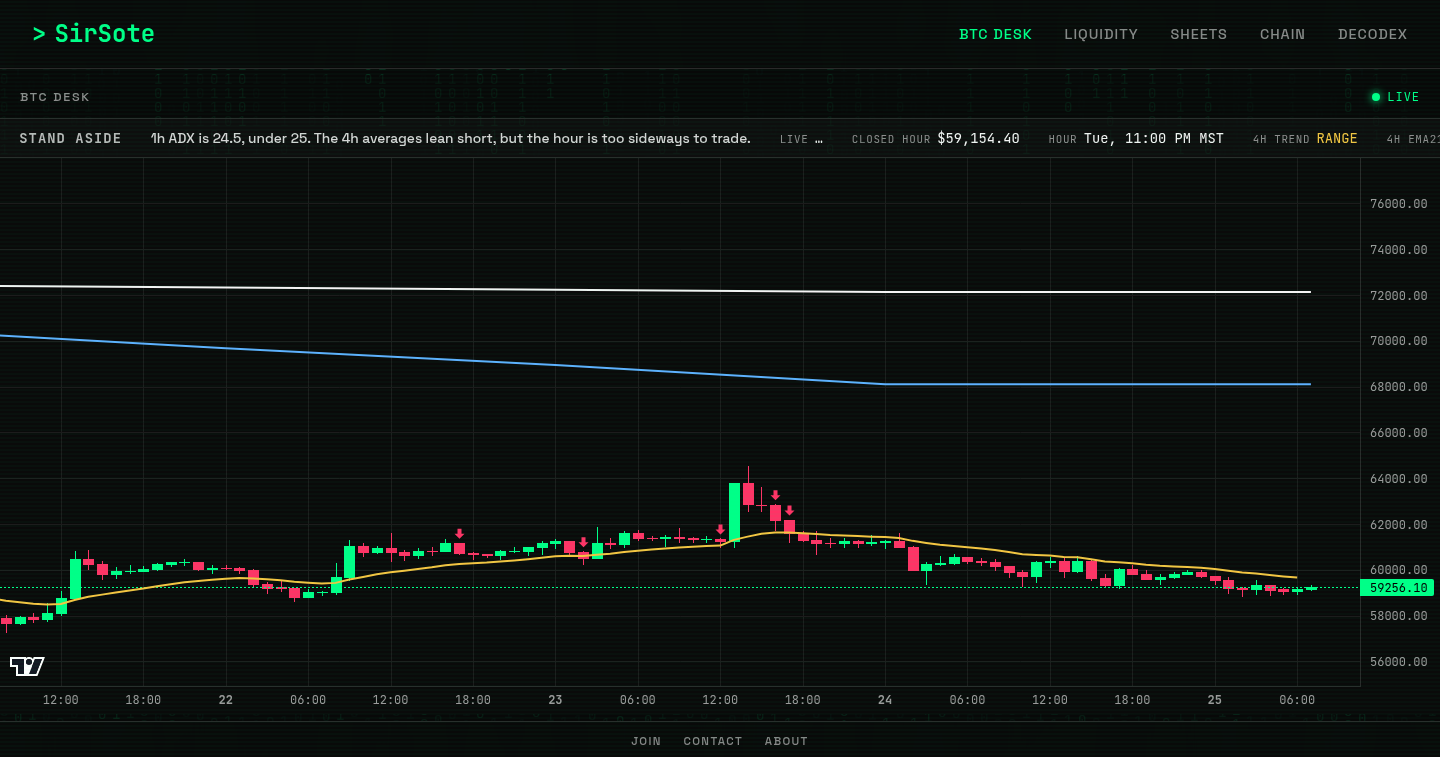 > SirSote
BTC DESK LIQUIDITY SHEETS CHAIN DECODEX
BTC DESK
LIVE
STAND ASIDE 1h ADX is 24.5, under 25. The 4h averages lean short, but the hour is too sideways to trade. LIVE … CLOSED HOUR $59,154.40 HOUR Tue, 11:00 PM MST 4H TREND RANGE 4H EMA21
76000.00
74000.00
72000.00
70000.00
68000.00
66000.00
64000.00
62000.00
60000.00
59256.10
58000.00
56000.00
12:00 18:00 22 06:00 12:00 18:00 23 06:00 12:00 18:00 24 06:00 12:00 18:00 25 06:00
JOIN CONTACT ABOUT